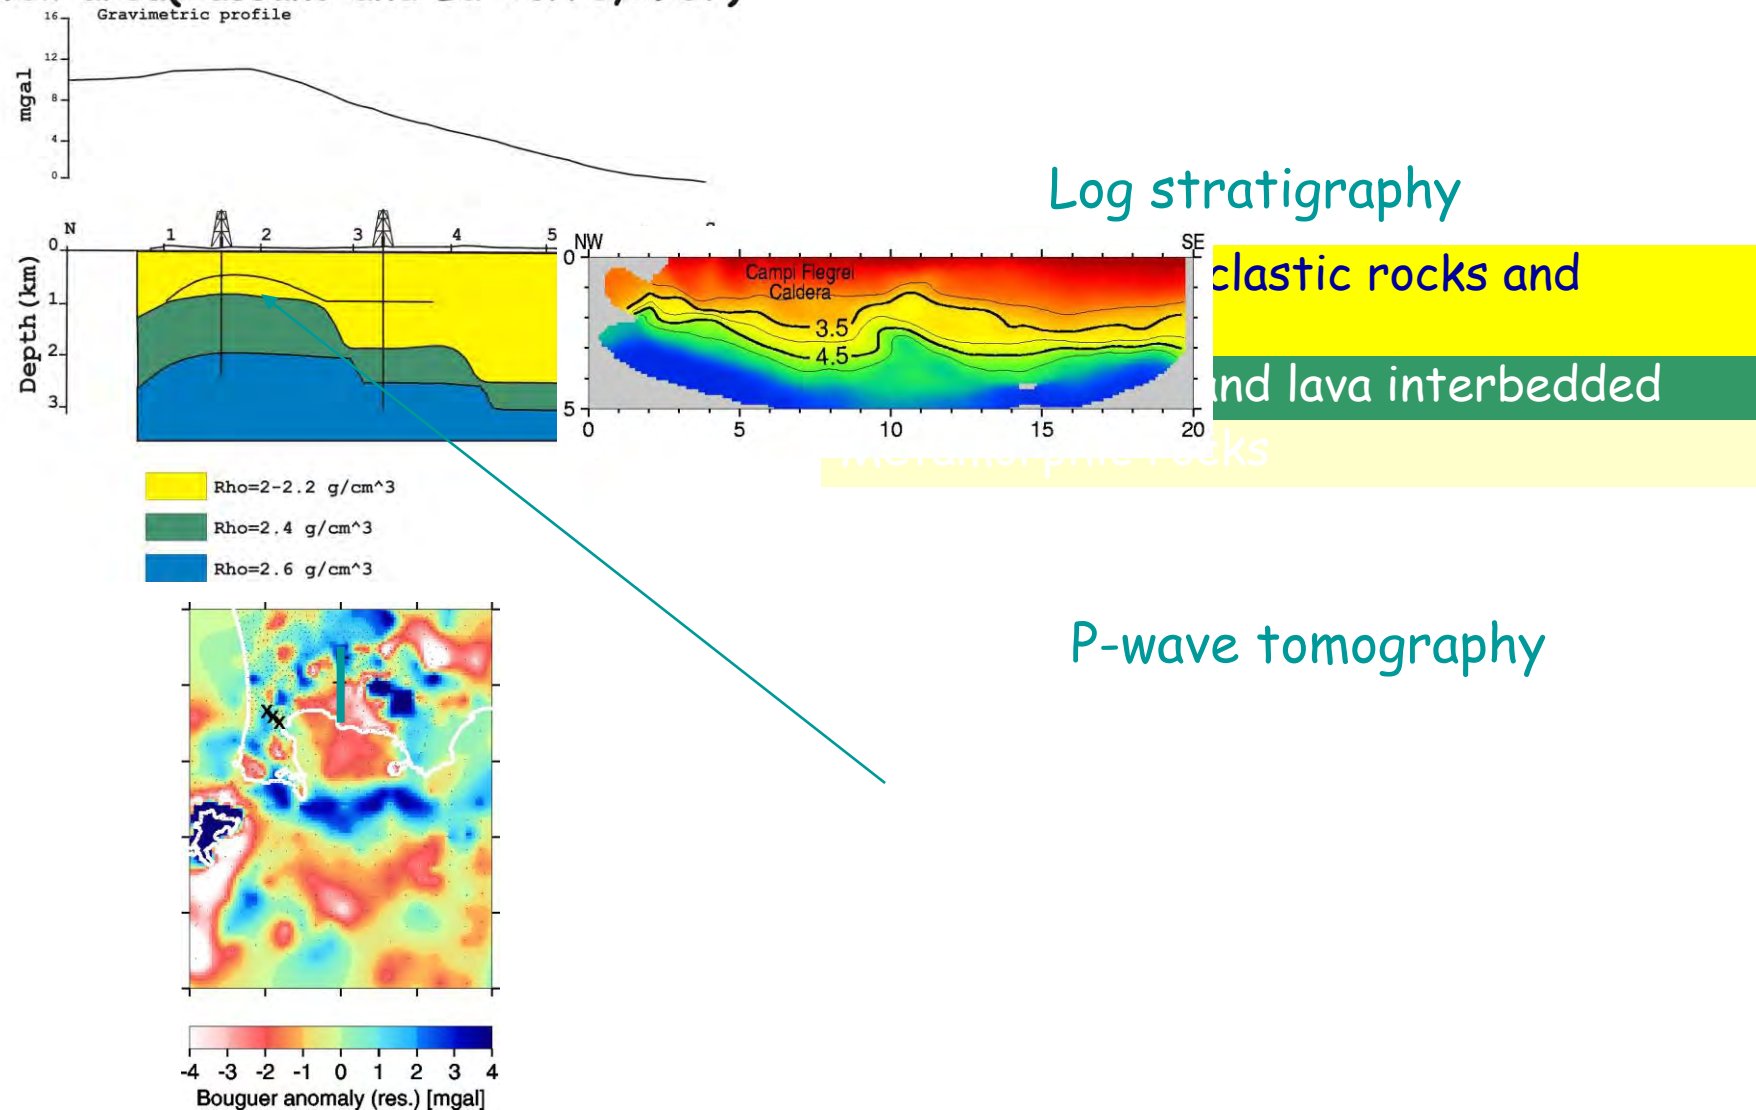 Gravimetric profile
16
12
8
4
0
mgal
Log stratigraphy
N
1
2
3
4
5
0
1
2
3
Depth(km)
NW
SE
Campi Flegrei
Caldera
3.5
4.5
0
5
0
5
10
15
20
clastic rocks and
and lava interbedded
Metamorphic rocks
Rho=2-2.2 g/cm^3
Rho=2.4 g/cm^3
Rho=2.6 g/cm^3
P-wave tomography
x
x
x
-4 -3 -2 -1 0 1 2 3 4
Bouguer anomaly (res.) [mgal]